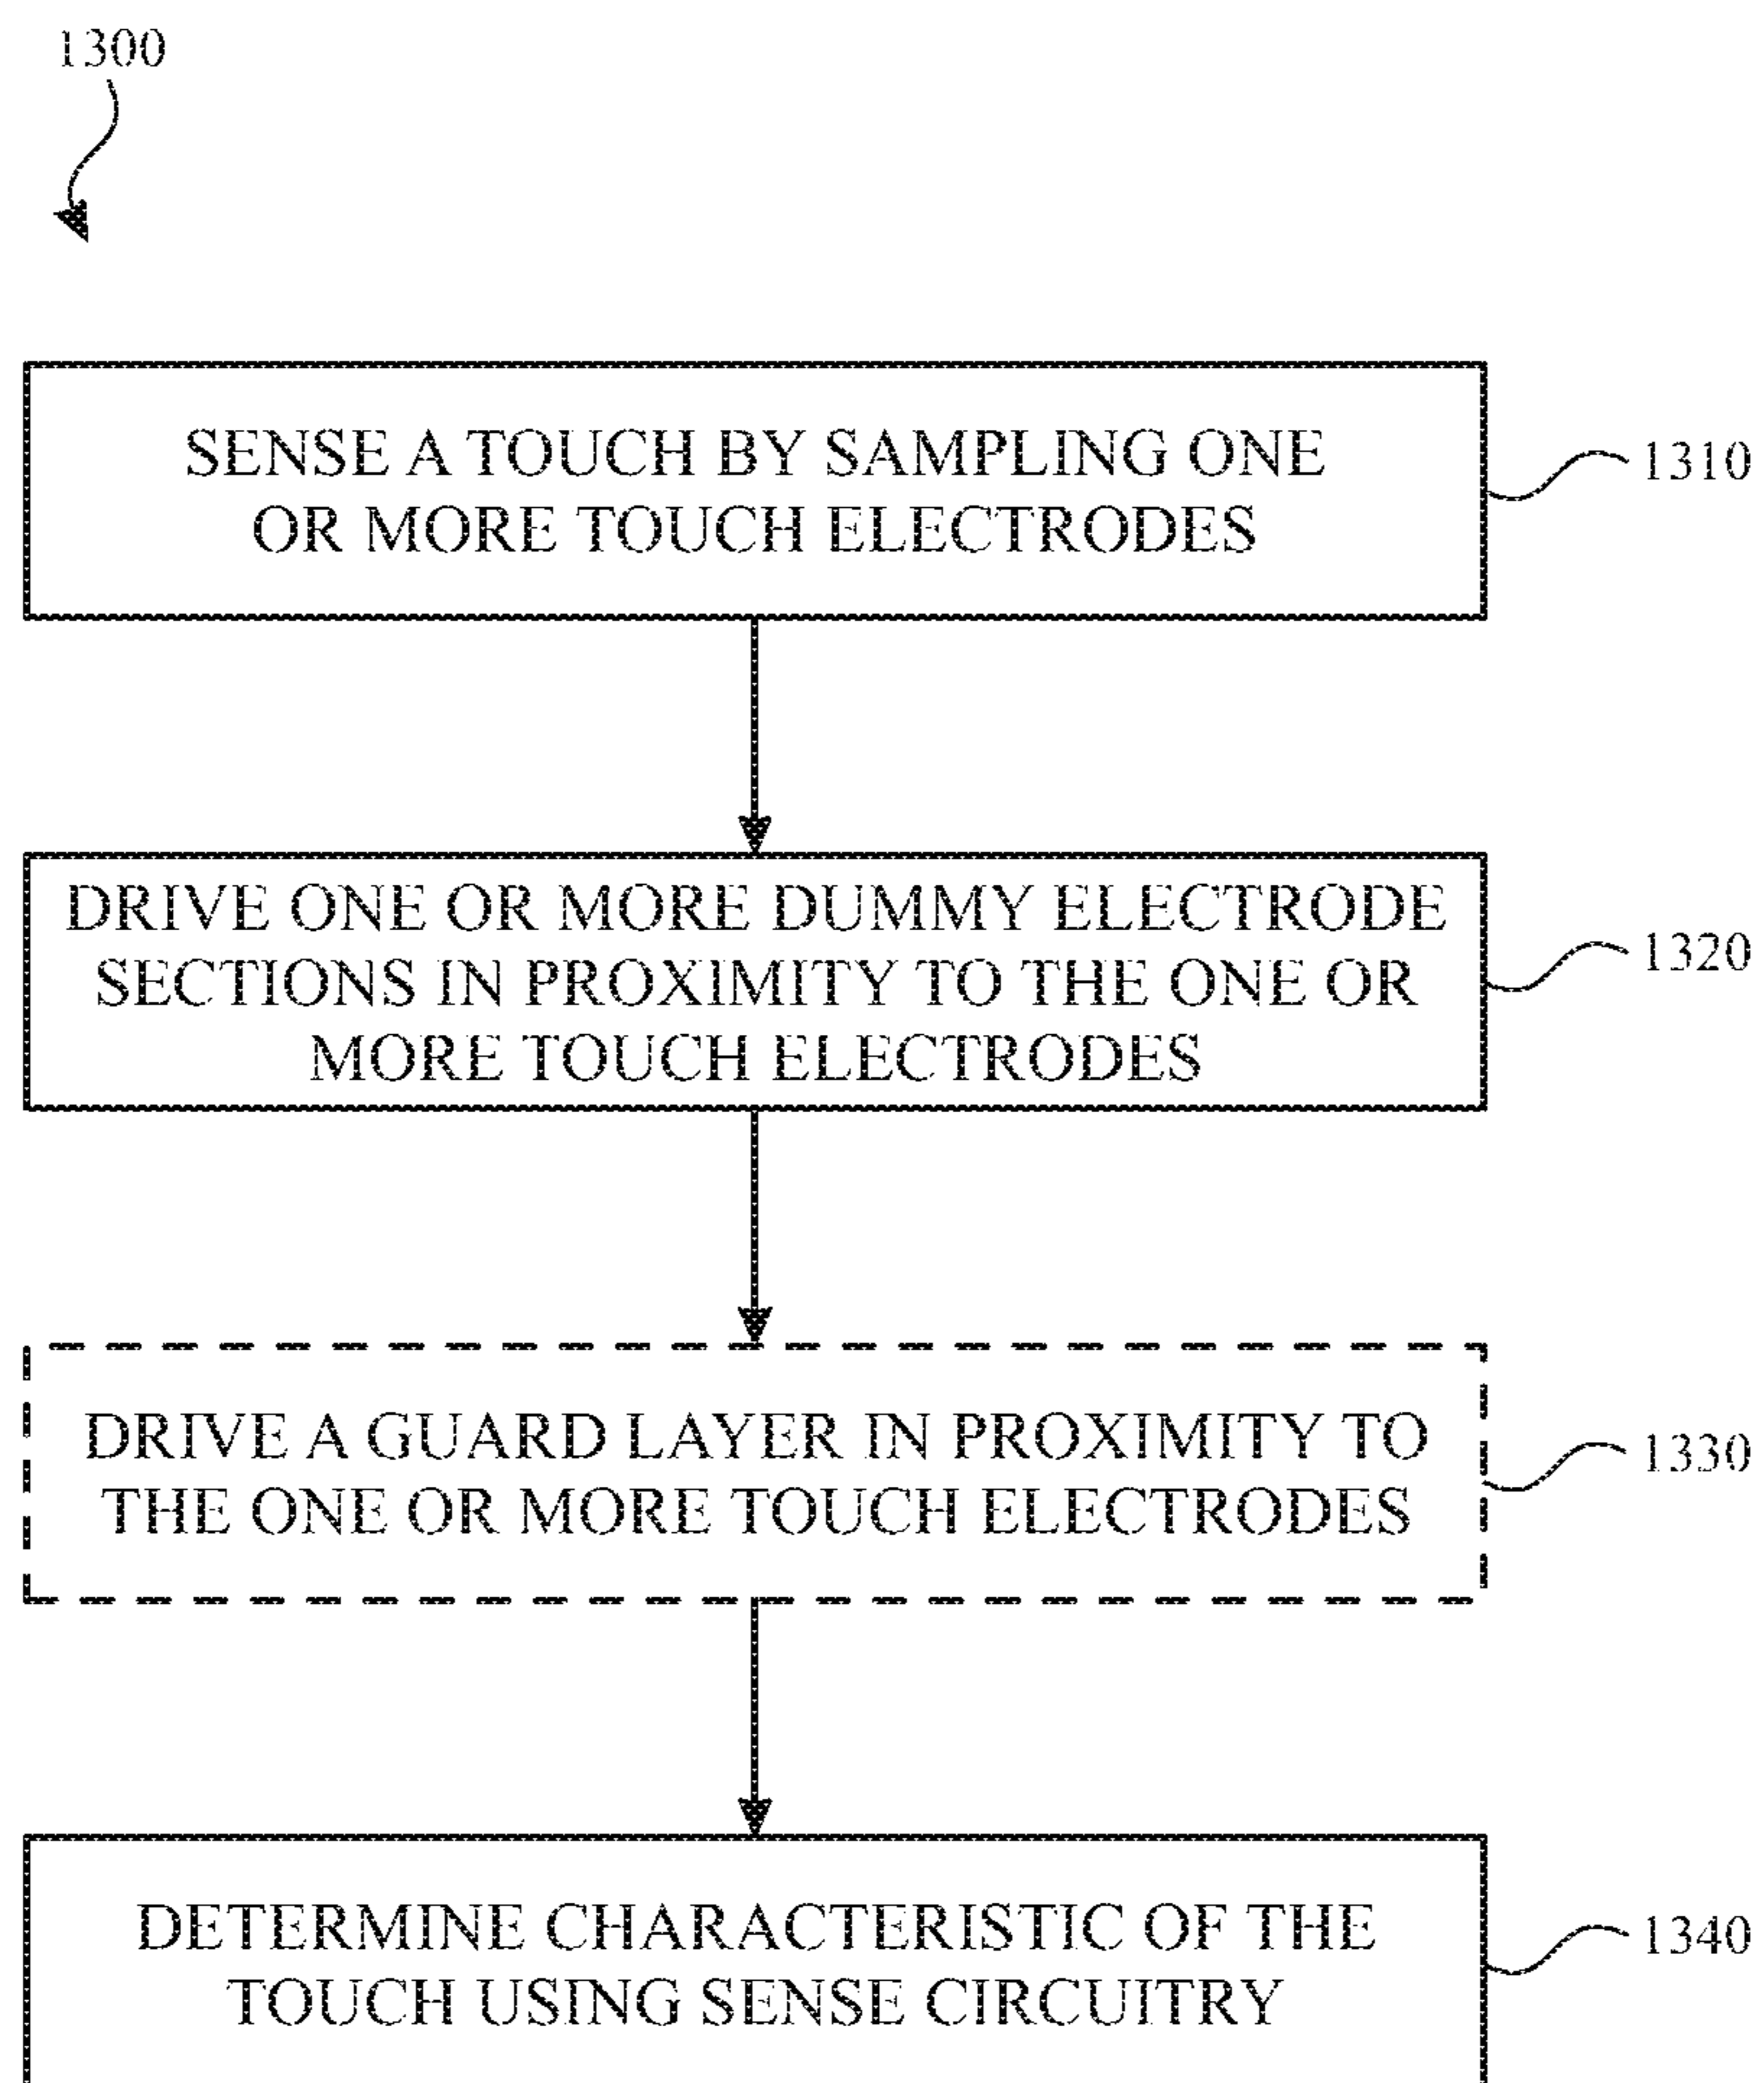 1300
SENSE A TOUCH BY SAMPLING ONE
OR MORE TOUCH ELECTRODES
1310
DRIVE ONE OR MORE DUMMY ELECTRODE
SECTIONS IN PROXIMITY TO THE ONE OR
MORE TOUCH ELECTRODES
1320
DRIVE A GUARD LAYER IN PROXIMITY TO
THE ONE OR MORE TOUCH ELECTRODES
1330
DETERMINE CHARACTERISTIC OF THE
TOUCH USING SENSE CIRCUITRY
1340